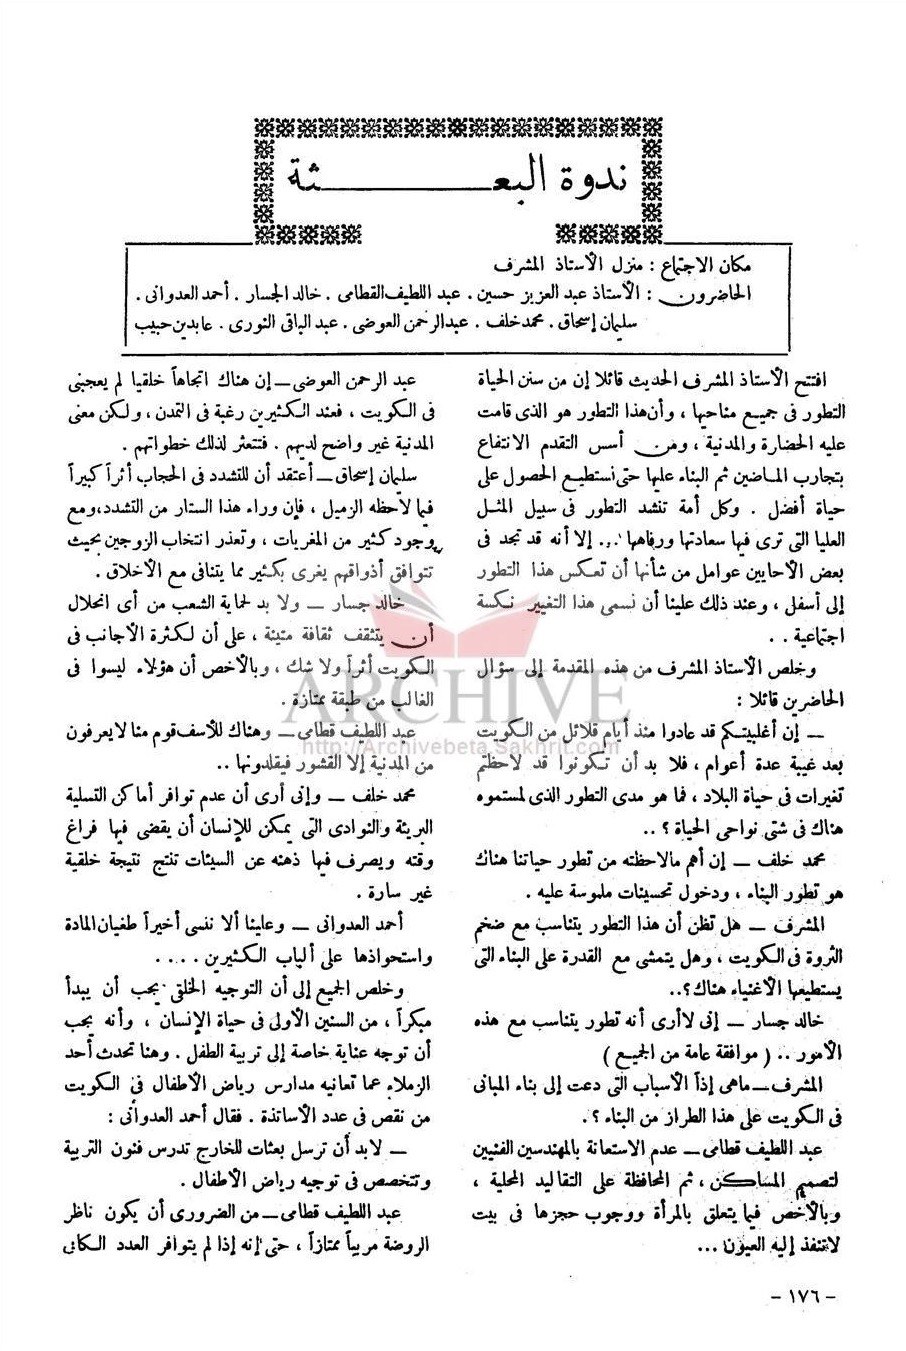 ندوة البعـــــــثة
مكان الاجتماع : منزل الأستاذ المشرف
الحاضرون : الأستاذ عبد العزيز حسين . عبد اللطيف القطامى . خالد الجسار . أحمد العدوانى .
سليمان إسحاق . محمد خلف . عبد الرحمن العوضى . عبد الباقى النورى . عابدين حبيب
افتتح الأستاذ المشرف الحديث قائلا إن من سنن الحياة
التطور فى جميع مناحيها ، وأن هذا التطور هو الذى قامت
عليه الحضارة والمدنية ، ومن أسس التقدم الانتفاع
بتجارب الماضين ثم البناء عليها حتى نستطيع الحصول على
حياة أفضل . وكل أمة تنشد التطور فى سبيل المثل
العليا التى ترى فيها سعادتها ورفاهها ... إلا أنه قد تجد فى
بعض الأحايين عوامل من شأنها أن تعكس هذا التطور
إلى أسفل ، وعند ذلك علينا أن نسمى هذا التغيير نكسة
اجتماعية . .
وخلص الأستاذ المشرف من هذه المقدمة إلى سؤال
الحاضرين قائلا :
— إن أغلبيتكم قد عادوا منذ أيام قلائل من الكويت
بعد غيبة عدة أعوام ، فلا بد أن تكونوا قد لاحظتم
تغيرات فى حياة البلاد ، فما هو مدى التطور الذى لمستموه
هناك فى شتى نواحى الحياة ؟ ..
محمد خلف — إن أهم مالاحظته من تطور حياتنا هناك
هو تطور البناء ، ودخول تحسينات ملموسة عليه .
المشرف — هل تظن أن هذا التطور يتناسب مع ضخم
الثروة فى الكويت ، وهل يتمشى مع القدرة على البناء التى
يستطيعها الأغنياء هناك ؟..
خالد جسار — إنى لا أرى أنه تطور يتناسب مع هذه
الأمور .. ( موافقة عامة من الجميع )
المشرف — ماهى إذاً الأسباب التى دعت إلى بناء المبانى
فى الكويت على هذا الطراز من البناء ؟ .
عبد اللطيف قطامى — عدم الاستعانة بالمهندسين الفنيين
لتصميم المساكن ، ثم المحافظة على التقاليد المحلية ،
وبالأخص فيما يتعلق بالمرأة ووجوب حجزها فى بيت
لاتنفذ إليه العيون ...
عبد الرحمن العوضى — إن هناك اتجاهاً خلقيا لم يعجبنى
فى الكويت ، فعند الكثيرين رغبة فى التمدن ، ولكن معنى
المدنية غير واضح لديهم . فتتعثر لذلك خطواتهم .
سليمان إسحاق — أعتقد أن للتشدد فى الحجاب أثراً كبيراً
فيما لاحظه الزميل ، فإن وراء هذا الستار من التشدد، ومع
وجود كثير من المغريات ، وتعذر انتخاب الزوجين بحيث
تتوافق أذواقهم يغرى بكثير مما يتنافى مع الأخلاق .
خالد جسار — ولا بد لحماية الشعب من أى انحلال
أن يتثقف ثقافة متينة ، على أن لكثرة الأجانب فى
الكويت أثراً ولا شك ، وبالأخص أن هؤلاء ليسوا فى
الغالب من طبقة ممتازة .
عبد اللطيف قطامى — وهناك للأسف قوم منا لا يعرفون
من المدنية إلا القشور فيقلدونها ..
محمد خلف — وإنى أرى أن عدم توافر أماكن التسلية
البريئة والنوادى التى يمكن للإنسان أن يقضى فيها فراغ
وقته ويصرف فيها ذهنه عن السيئات تنتج نتيجة خلقية
غير سارة .
أحمد العدوانى — وعلينا ألا ننسى أخيراً طغيان المادة
واستحواذها على ألباب الكثيرين . . . .
وخلص الجميع إلى أن التوجيه الخلقى يجب أن يبدأ
مبكراً ، من السنين الأولى فى حياة الإنسان ، وأنه يجب
أن توجه عناية خاصة إلى تربية الطفل . وهنا تحدث أحد
الزملاء عما تعانيه مدارس رياض الأطفال فى الكويت
من نقص فى عدد الأساتذة . فقال أحمد العدوانى :
— لابد أن ترسل بعثات للخارج تدرس فنون التربية
وتتخصص فى توجيه رياض الأطفال .
عبد اللطيف قطامى — من الضرورى أن يكون ناظر
الروضة مربياً ممتازاً ، حتى إنه إذا لم يتوافر العدد الكافى
- ١٧٦ -
ARCHIVE
http://Archivebeta.Sakhrit.com